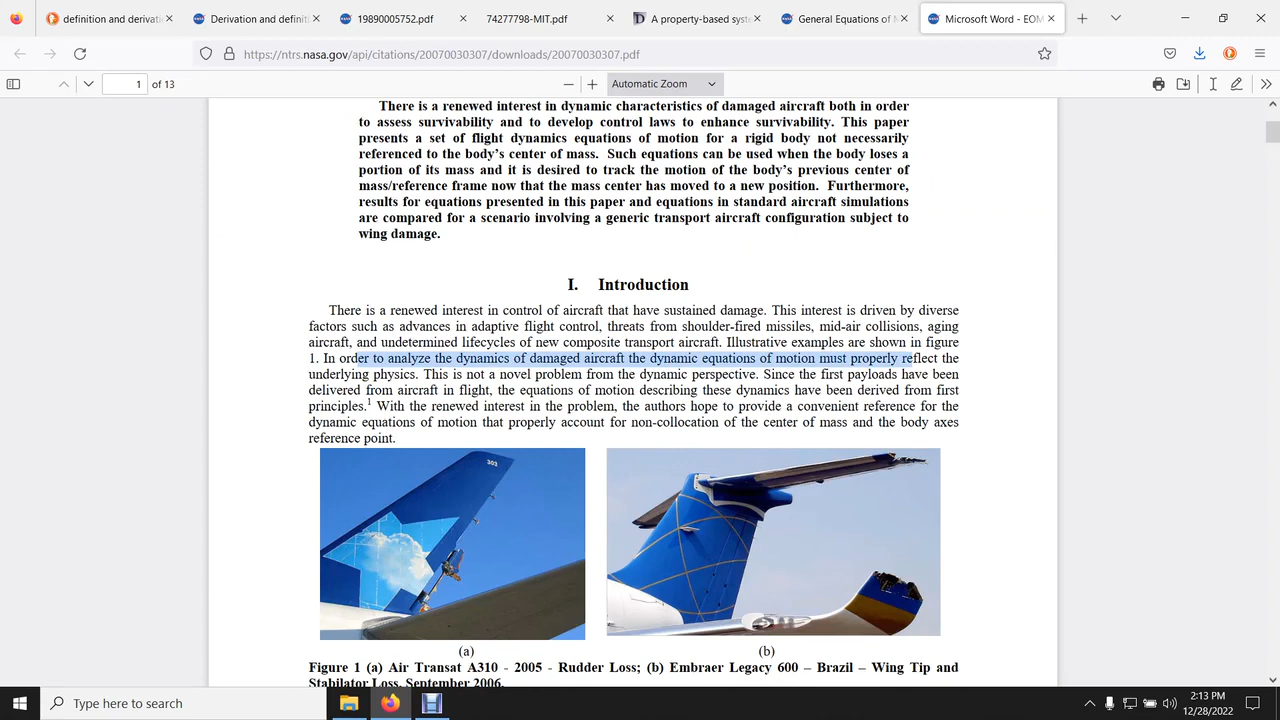 definition and derivati
Derivation and definiti
19890005752.pdf
74277798-MIT.pdf
A property-based syst
General Equations of M
Microsoft Word - EOM
https://ntrs.nasa.gov/api/citations/20070030307/downloads/20070030307.pdf
1 of 13
Automatic Zoom
There is a renewed interest in dynamic characteristics of damaged aircraft both in order
to assess survivability and to develop control laws to enhance survivability. This paper
presents a set of flight dynamics equations of motion for a rigid body not necessarily
referenced to the body's center of mass. Such equations can be used when the body loses a
portion of its mass and it is desired to track the motion of the body's previous center of
mass/reference frame now that the mass center has moved to a new position. Furthermore,
results for equations presented in this paper and equations in standard aircraft simulations
are compared for a scenario involving a generic transport aircraft configuration subject to
wing damage.
I. Introduction
There is a renewed interest in control of aircraft that have sustained damage. This interest is driven by diverse
factors such as advances in adaptive flight control, threats from shoulder-fired missiles, mid-air collisions, aging
aircraft, and undetermined lifecycles of new composite transport aircraft. Illustrative examples are shown in figure
1. In order to analyze the dynamics of damaged aircraft the dynamic equations of motion must properly reflect the
underlying physics. This is not a novel problem from the dynamic perspective. Since the first payloads have been
delivered from aircraft in flight, the equations of motion describing these dynamics have been derived from first
principles.1 With the renewed interest in the problem, the authors hope to provide a convenient reference for the
dynamic equations of motion that properly account for non-collocation of the center of mass and the body axes
reference point.
303
(a)
(b)
Figure 1 (a) Air Transat A310 - 2005 - Rudder Loss; (b) Embraer Legacy 600 – Brazil – Wing Tip and
Stabilator Loss, September 2006.
Type here to search
2:13 PM
12/28/2022